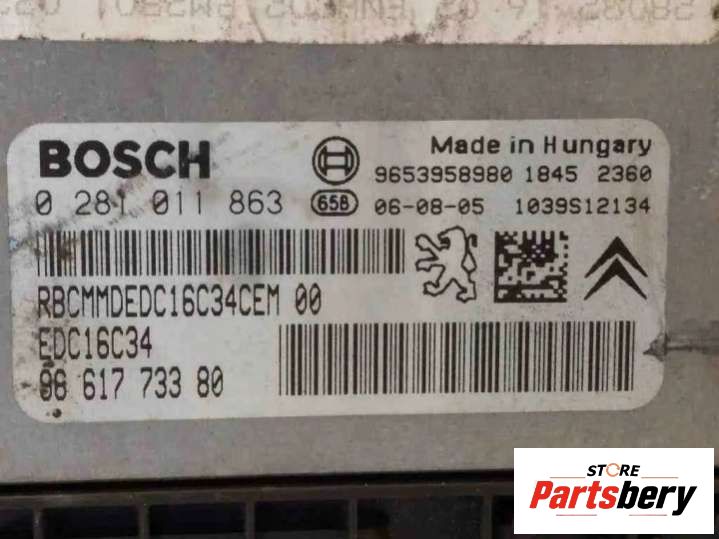 BOSCH
Made in Hungary
9653958980 1845 2360
0 281 011 863
658
06-08-05 1039S12134
RBCMMDEDC16C34CEM 00
EDC16C34
617 733 80
STORE
Partsbery